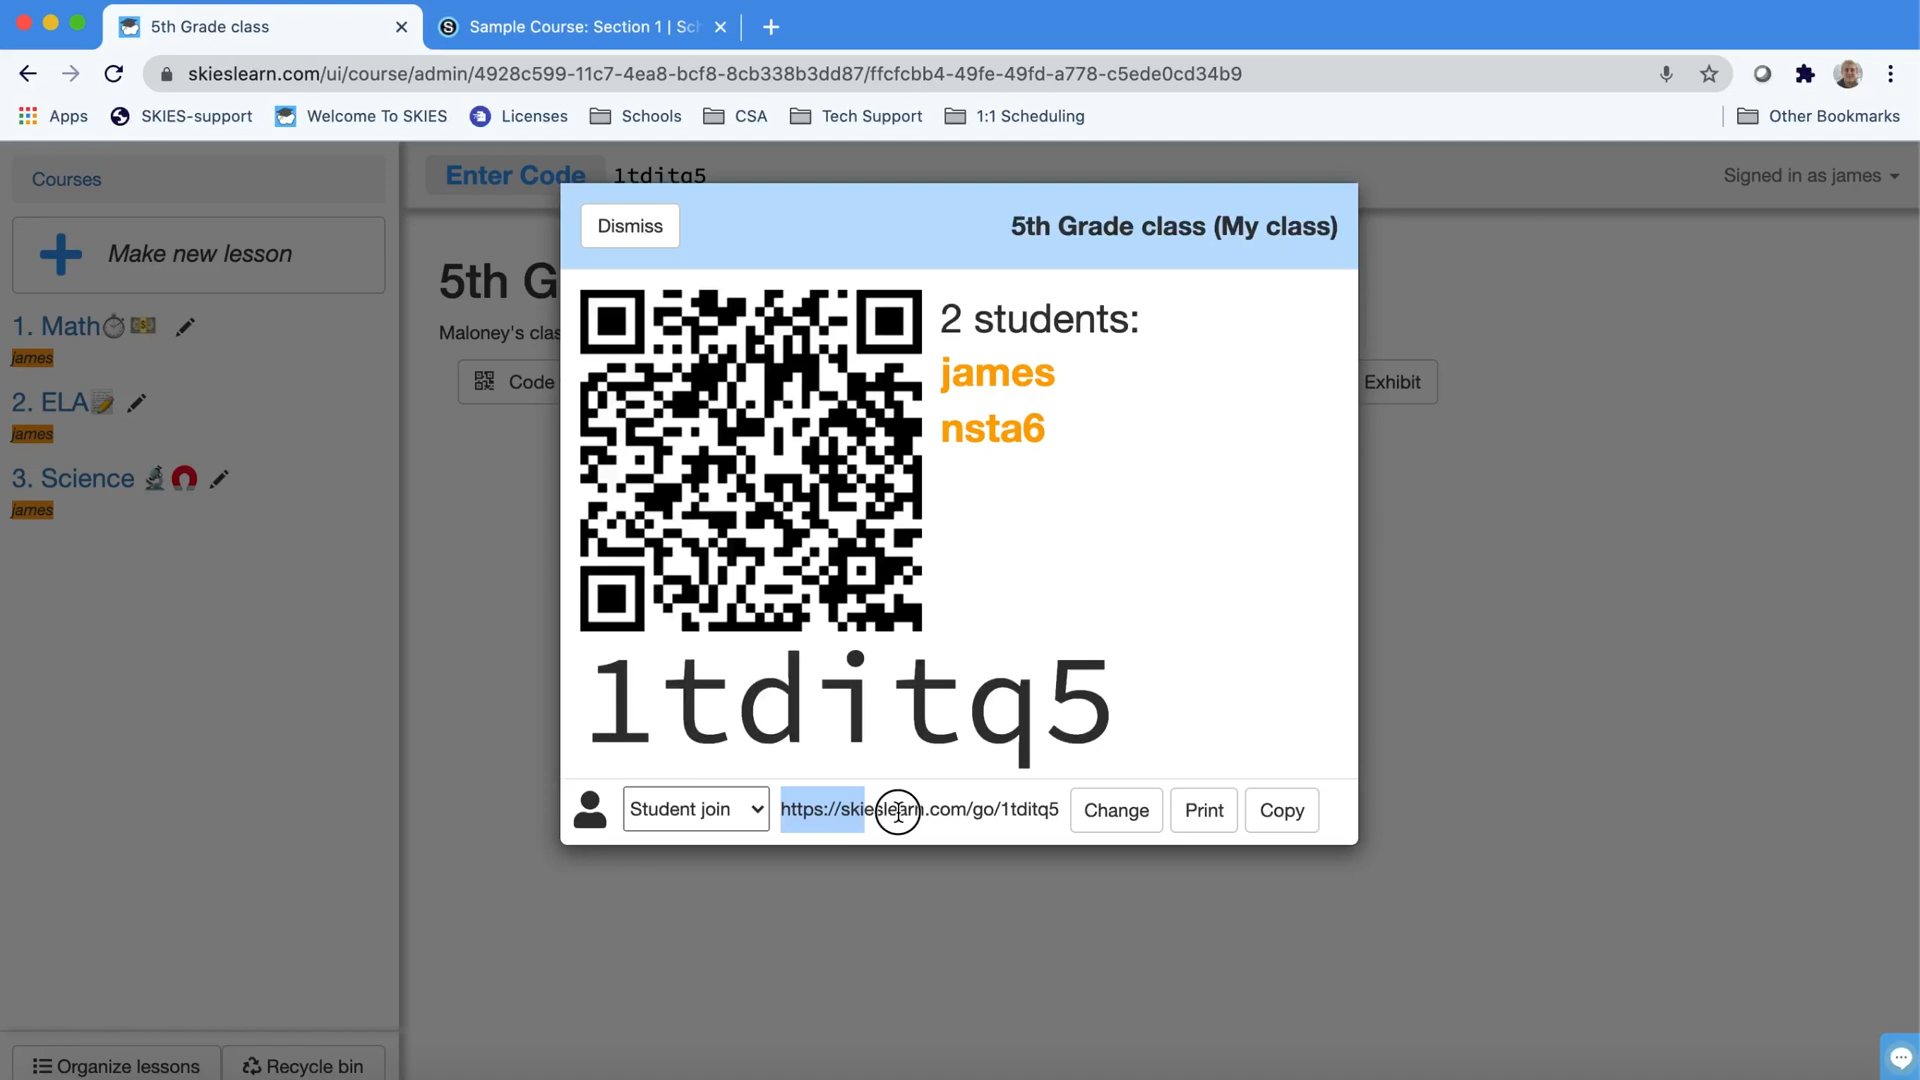 5th Grade class
Sample Course: Section 1 | Sch
skieslearn.com/ui/course/admin/4928c599-11c7-4ea8-bcf8-8cb338b3dd87/ffcfcbb4-49fe-49fd-a778-c5ede0cd34b9
Apps SKIES-support Welcome To SKIES Licenses Schools CSA Tech Support 1:1 Scheduling Other Bookmarks
Courses
Enter Code 1tditq5
Signed in as james
Make new lesson
1. Math
james
2. ELA
james
3. Science
james
Organize lessons Recycle bin
5th G
Maloney's clas
Code
Exhibit
Dismiss
5th Grade class (My class)
2 students:
james
nsta6
1tditq5
Student join https://skieslearn.com/go/1tditq5 Change Print Copy